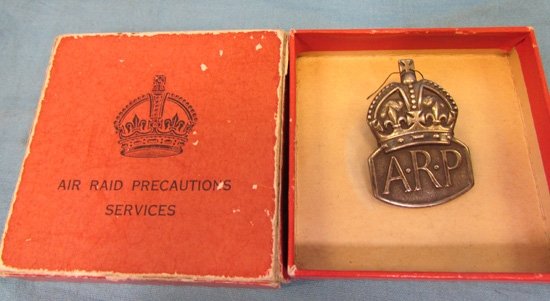 AIR RAID PRECAUTIONS
SERVICES
A·R·P